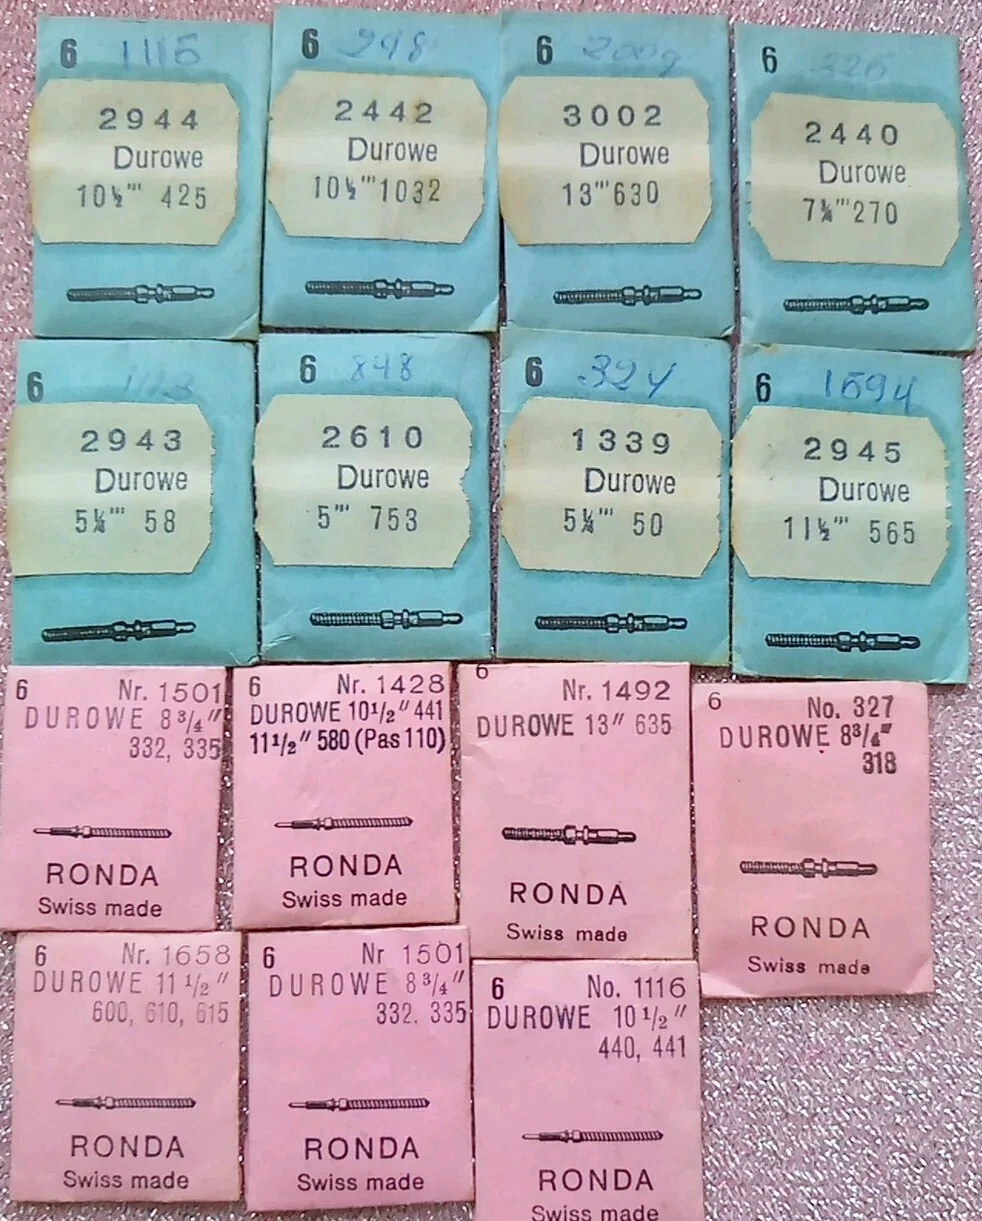 6 1115
2944
Durowe
10½''' 425
6 298
2442
Durowe
10½''' 1032
6 2009
3002
Durowe
13''' 630
6 326
2440
Durowe
7¾''' 270
6
2943
Durowe
5¼''' 58
6 848
2610
Durowe
5''' 753
6 324
1339
Durowe
5¼''' 50
6 1594
2945
Durowe
11½''' 565
6 Nr. 1501
DUROWE 8 3/4″
332, 335
RONDA
Swiss made
6 Nr. 1428
DUROWE 10 1/2″ 441
11 1/2″ 580 (Pas 110)
RONDA
Swiss made
6 Nr. 1492
DUROWE 13″ 635
RONDA
Swiss made
6 No. 327
DUROWE 8 3/4‴
318
RONDA
Swiss made
6 Nr. 1658
DUROWE 11 1/2″
600, 610, 615
RONDA
Swiss made
6 Nr 1501
DUROWE 8 3/4″
332. 335
RONDA
Swiss made
6 No. 1116
DUROWE 10 1/2″
440, 441
RONDA
Swiss made